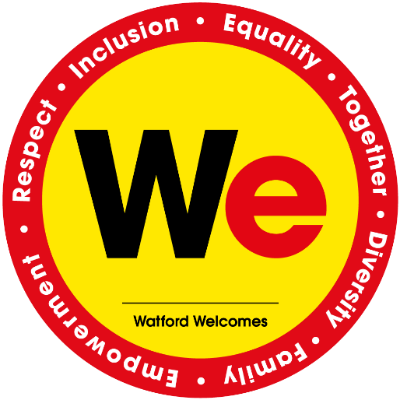 Respect • Inclusion • Equality • Together • Diversity • Family • Empowerment •
We
Watford Welcomes